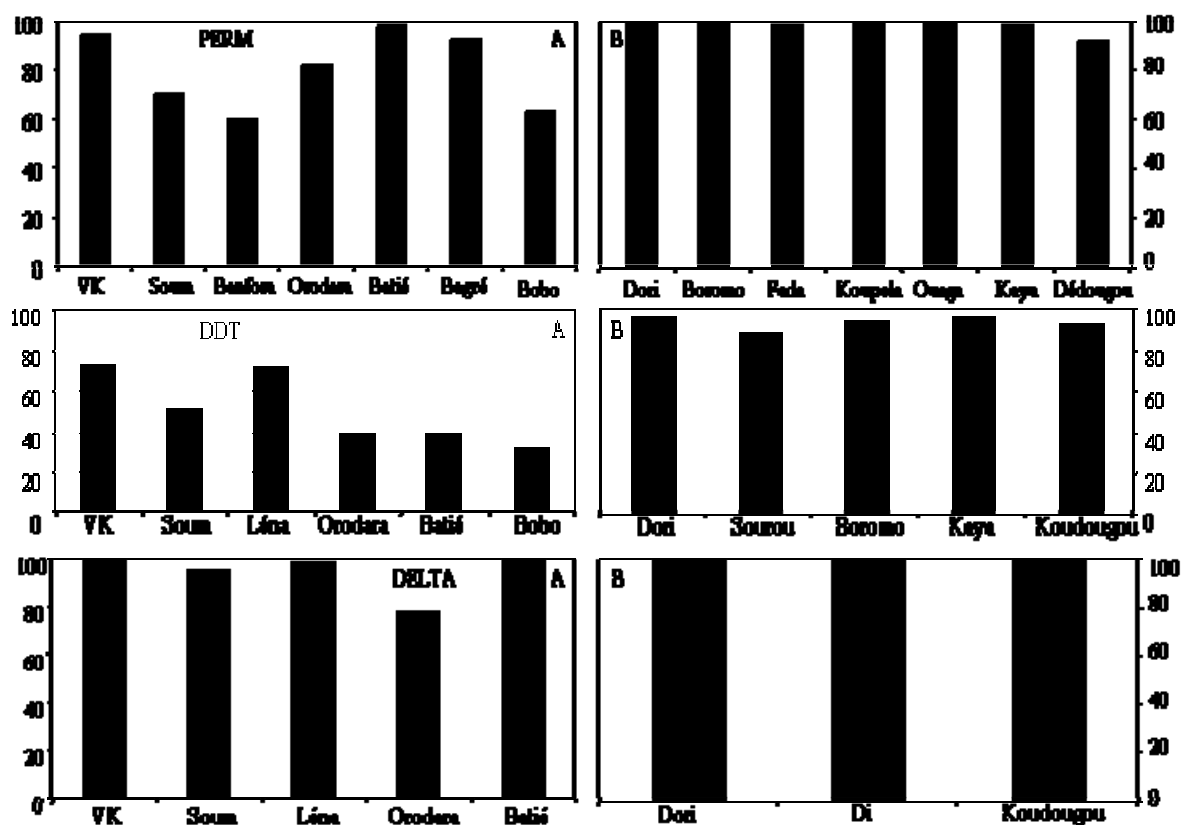 100 PERM A B 100
80 80
60 60
40 40
20 20
0 0
VK Soum Banfora Orodara Batié Bagré Bobo Dori Boromo Fada Koupela Ouaga Kaya Dédougou
100 DDT A B 100
80 80
60 60
40 40
20 20
0 0
VK Soum Léna Orodara Batié Bobo Dori Sourou Boromo Kaya Koudougou
100 DELTA A B 100
80 80
60 60
40 40
20 20
0 0
VK Soum Léna Orodara Batié Dori Di Koudougou